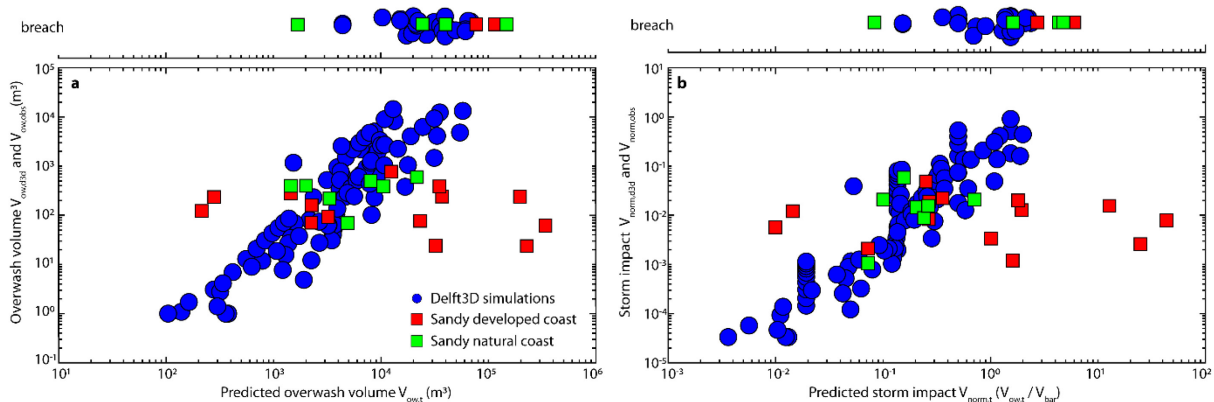 breach
breach
a
10⁵
10⁴
10³
10²
10¹
10⁰
10⁻¹
Overwash volume V_ow,d3d and V_ow,obs (m³)
Delft3D simulations
Sandy developed coast
Sandy natural coast
10¹ 10² 10³ 10⁴ 10⁵ 10⁶
Predicted overwash volume V_ow,t (m³)
b
10¹
10⁰
10⁻¹
10⁻²
10⁻³
10⁻⁴
10⁻⁵
Storm impact V_norm,d3d and V_norm,obs
10⁻³ 10⁻² 10⁻¹ 10⁰ 10¹ 10²
Predicted storm impact V_norm,t (V_ow,t / V_bar)